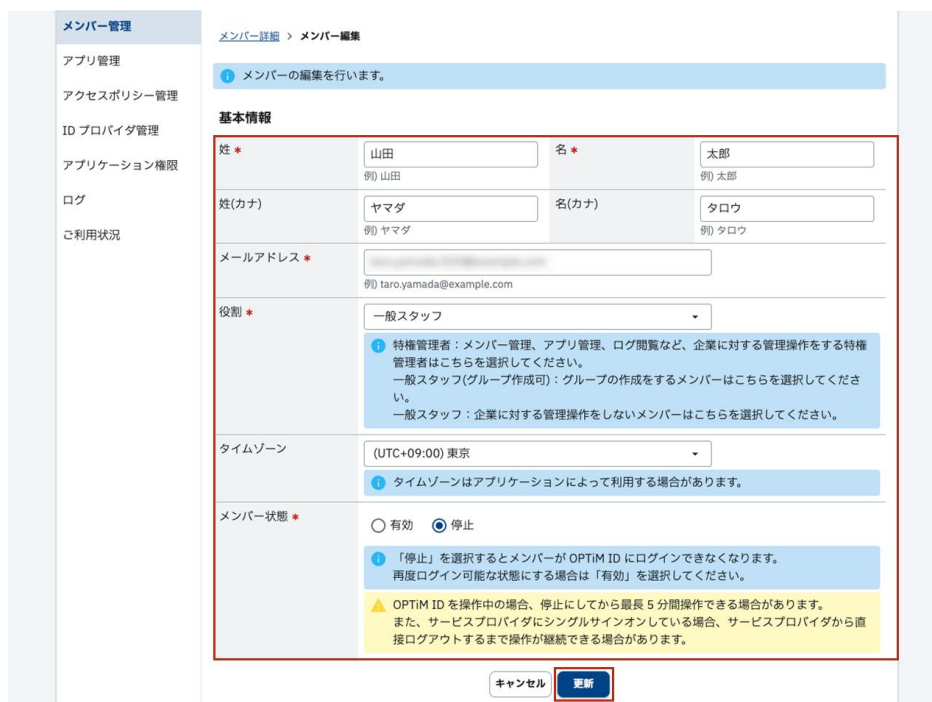 メンバー管理
アプリ管理
アクセスポリシー管理
ID プロバイダ管理
アプリケーション権限
ログ
ご利用状況
メンバー詳細 > メンバー編集
メンバーの編集を行います。
基本情報
姓 * 山田 名 * 太郎
例) 山田 例) 太郎
姓(カナ) ヤマダ 名(カナ) タロウ
例) ヤマダ 例) タロウ
メールアドレス *
例) taro.yamada@example.com
役割 * 一般スタッフ
特権管理者：メンバー管理、アプリ管理、ログ閲覧など、企業に対する管理操作をする特権
管理者はこちらを選択してください。
一般スタッフ(グループ作成可)：グループの作成をするメンバーはこちらを選択してくださ
い。
一般スタッフ：企業に対する管理操作をしないメンバーはこちらを選択してください。
タイムゾーン (UTC+09:00) 東京
タイムゾーンはアプリケーションによって利用する場合があります。
メンバー状態 * 有効 停止
「停止」を選択するとメンバーが OPTiM ID にログインできなくなります。
再度ログイン可能な状態にする場合は「有効」を選択してください。
OPTiM ID を操作中の場合、停止にしてから最長 5 分間操作できる場合があります。
また、サービスプロバイダにシングルサインオンしている場合、サービスプロバイダから直
接ログアウトするまで操作が継続できる場合があります。
キャンセル 更新